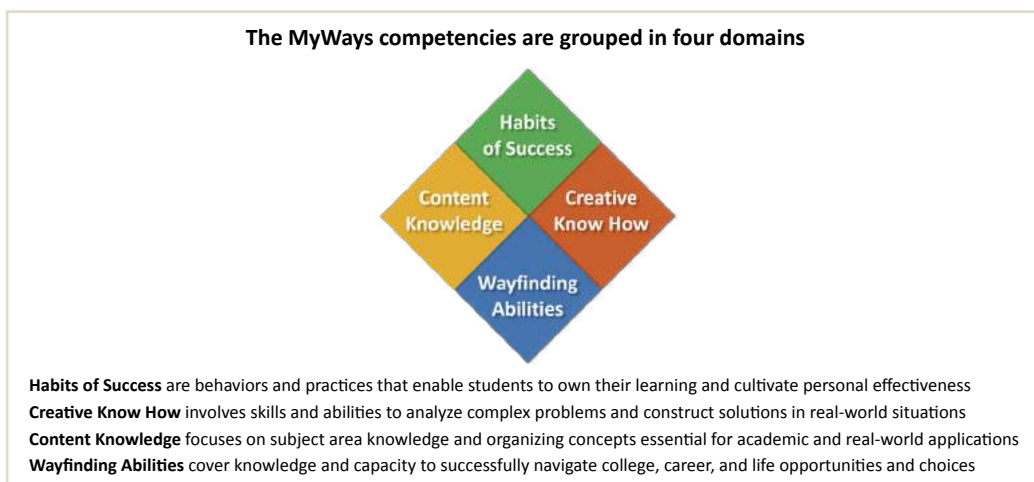 The MyWays competencies are grouped in four domains
Habits
of Success
Content
Knowledge
Creative
Know How
Wayfinding
Abilities
Habits of Success are behaviors and practices that enable students to own their learning and cultivate personal effectiveness
Creative Know How involves skills and abilities to analyze complex problems and construct solutions in real-world situations
Content Knowledge focuses on subject area knowledge and organizing concepts essential for academic and real-world applications
Wayfinding Abilities cover knowledge and capacity to successfully navigate college, career, and life opportunities and choices